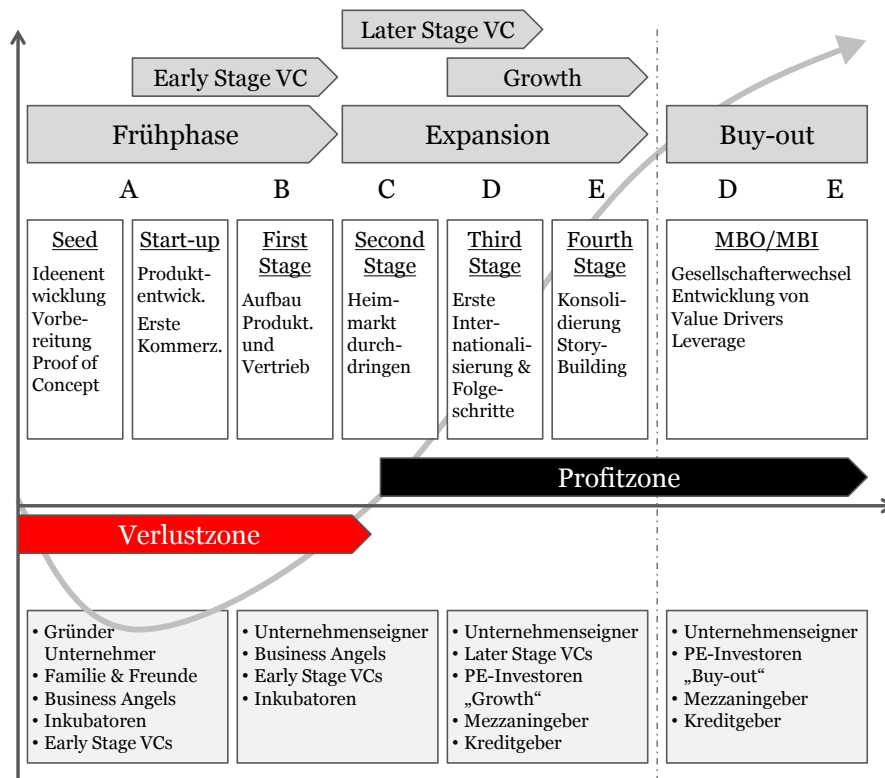 Later Stage VC
Early Stage VC
Growth
Frühphase
Expansion
Buy-out
A
B
C
D
E
D
E
Seed
Ideenent
wicklung
Vorbe-
reitung
Proof of
Concept
Start-up
Produkt-
entwick.
Erste
Kommerz.
First
Stage
Aufbau
Produkt.
und
Vertrieb
Second
Stage
Heim-
markt
durch-
dringen
Third
Stage
Erste
Inter-
nationali-
sierung &
Folge-
schritte
Fourth
Stage
Konsoli-
dierung
Story-
Building
MBO/MBI
Gesellschafterwechsel
Entwicklung von
Value Drivers
Leverage
Profitzone
Verlustzone
• Gründer
Unternehmer
• Familie & Freunde
• Business Angels
• Inkubatoren
• Early Stage VCs
• Unternehmenseigner
• Business Angels
• Early Stage VCs
• Inkubatoren
• Unternehmenseigner
• Later Stage VCs
• PE-Investoren
„Growth“
• Mezzaningeber
• Kreditgeber
• Unternehmenseigner
• PE-Investoren
„Buy-out“
• Mezzaningeber
• Kreditgeber